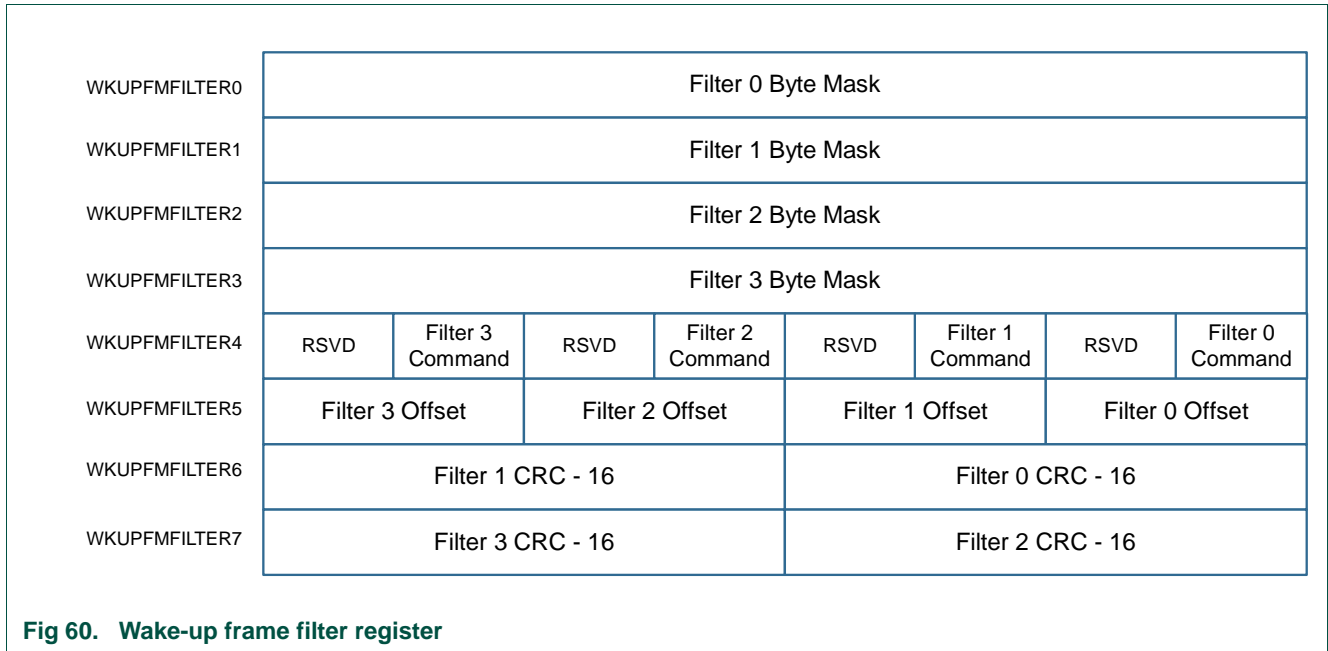 WKUPFMFILTER0 Filter 0 Byte Mask
WKUPFMFILTER1 Filter 1 Byte Mask
WKUPFMFILTER2 Filter 2 Byte Mask
WKUPFMFILTER3 Filter 3 Byte Mask
WKUPFMFILTER4 RSVD Filter 3 Command RSVD Filter 2 Command RSVD Filter 1 Command RSVD Filter 0 Command
WKUPFMFILTER5 Filter 3 Offset Filter 2 Offset Filter 1 Offset Filter 0 Offset
WKUPFMFILTER6 Filter 1 CRC - 16 Filter 0 CRC - 16
WKUPFMFILTER7 Filter 3 CRC - 16 Filter 2 CRC - 16
Fig 60. Wake-up frame filter register